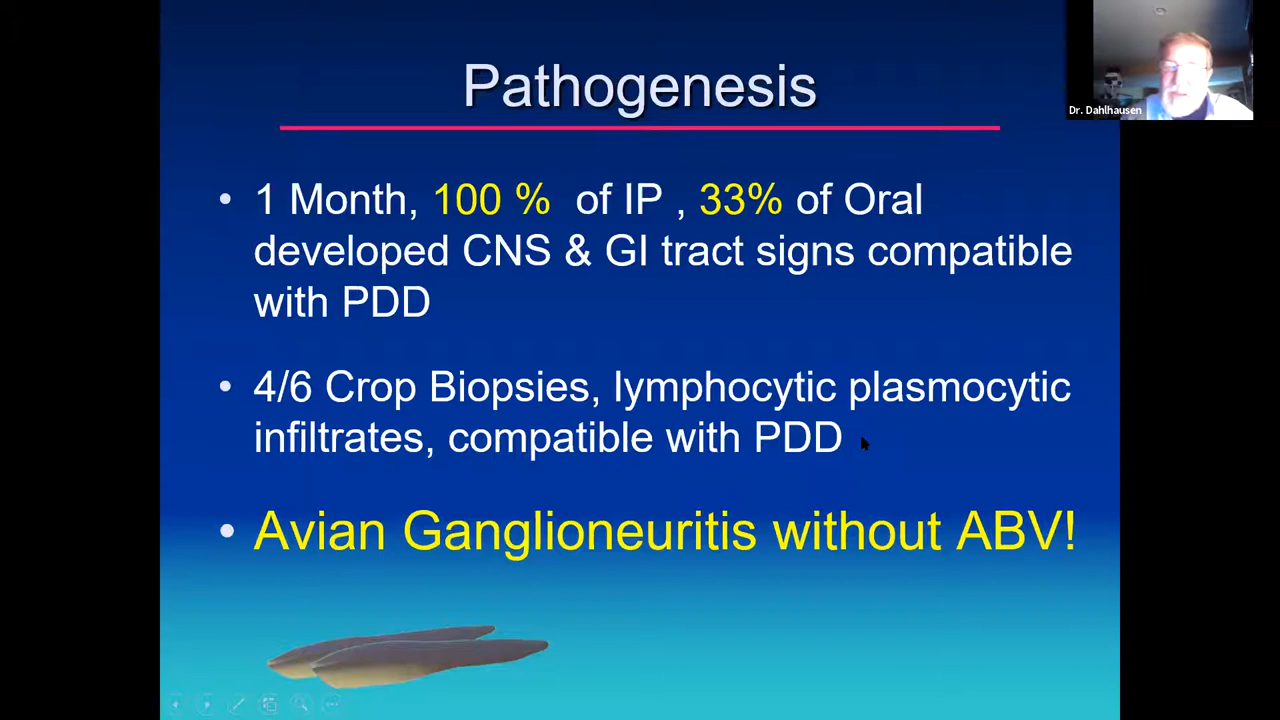 Pathogenesis
Dr. Dahlhausen
• 1 Month, 100 % of IP , 33% of Oral
developed CNS & GI tract signs compatible
with PDD
• 4/6 Crop Biopsies, lymphocytic plasmocytic
infiltrates, compatible with PDD
• Avian Ganglioneuritis without ABV!